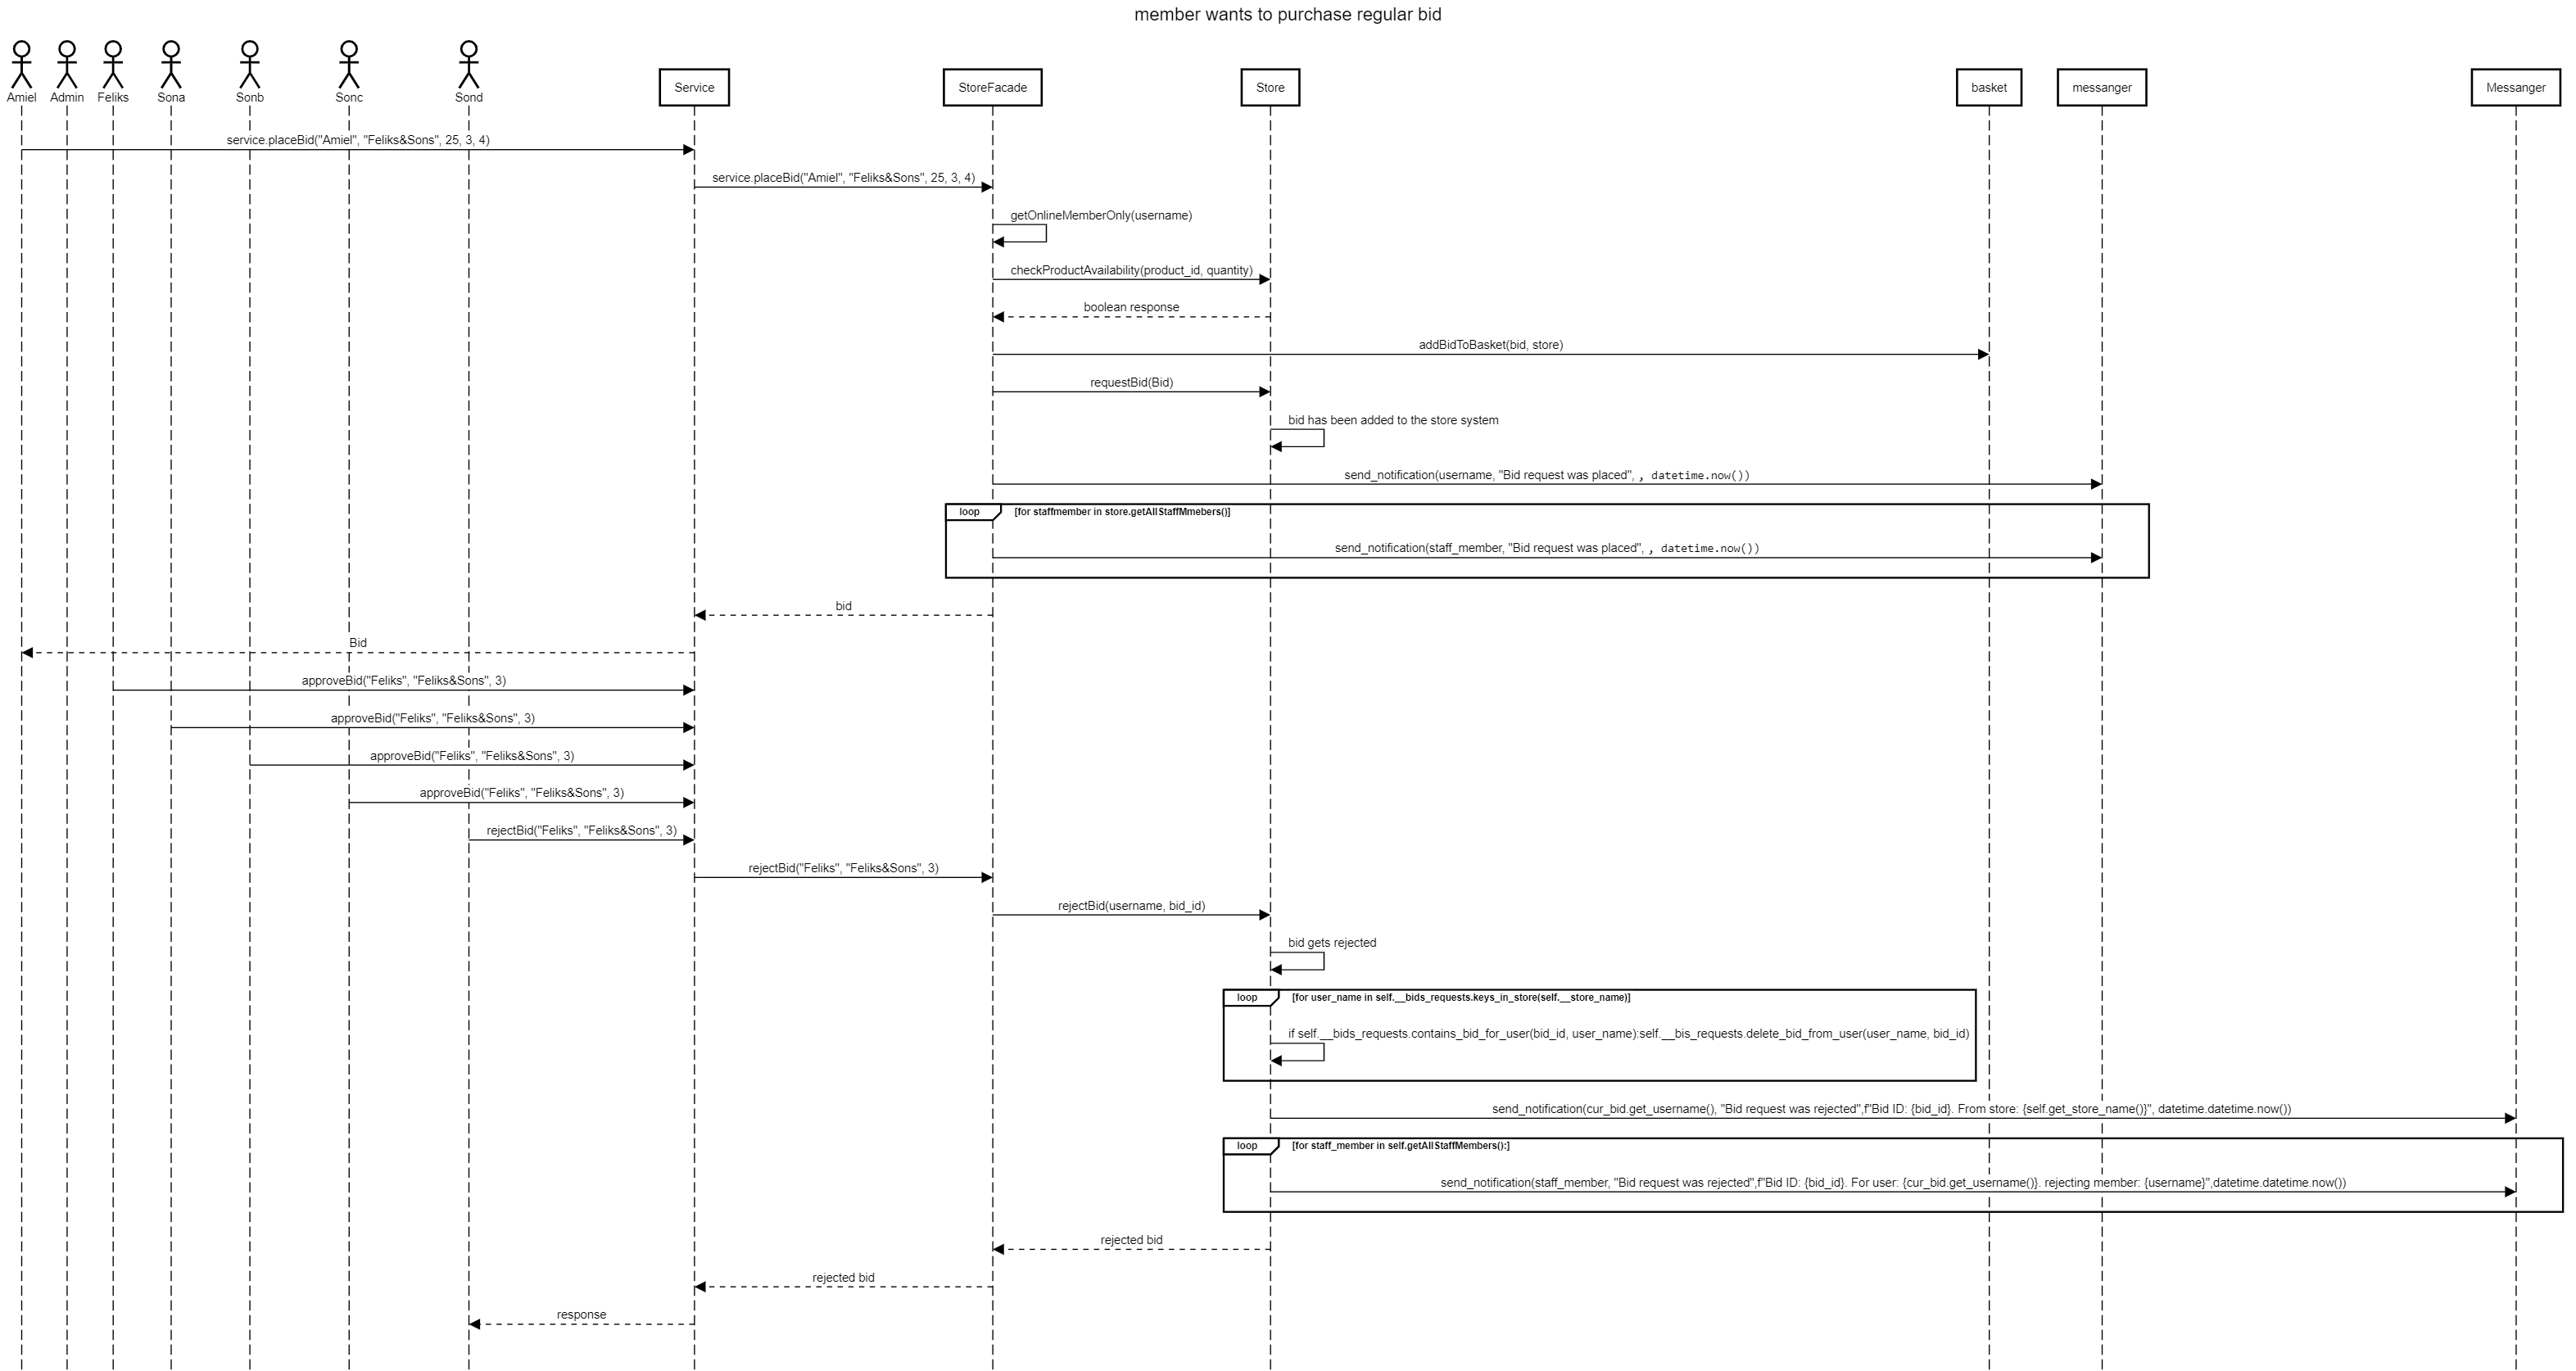 member wants to purchase regular bid
Amiel
Admin
Feliks
Sona
Sonb
Sonc
Sond
Service
StoreFacade
Store
basket
messanger
Messanger
service.placeBid("Amiel", "Feliks&Sons", 25, 3, 4)
service.placeBid("Amiel", "Feliks&Sons", 25, 3, 4)
getOnlineMemberOnly(username)
checkProductAvailability(product_id, quantity)
boolean response
addBidToBasket(bid, store)
requestBid(Bid)
bid has been added to the store system
send_notification(username, "Bid request was placed", , datetime.now())
loop
[for staffmember in store.getAllStaffMmebers()]
send_notification(staff_member, "Bid request was placed", , datetime.now())
bid
Bid
approveBid("Feliks", "Feliks&Sons", 3)
approveBid("Feliks", "Feliks&Sons", 3)
approveBid("Feliks", "Feliks&Sons", 3)
approveBid("Feliks", "Feliks&Sons", 3)
rejectBid("Feliks", "Feliks&Sons", 3)
rejectBid("Feliks", "Feliks&Sons", 3)
rejectBid(username, bid_id)
bid gets rejected
loop
[for user_name in self.__bids_requests.keys_in_store(self.__store_name)]
if self.__bids_requests.contains_bid_for_user(bid_id, user_name):self.__bis_requests.delete_bid_from_user(user_name, bid_id)
send_notification(cur_bid.get_username(), "Bid request was rejected",f"Bid ID: {bid_id}. From store: {self.get_store_name()}", datetime.datetime.now())
loop
[for staff_member in self.getAllStaffMembers():]
send_notification(staff_member, "Bid request was rejected",f"Bid ID: {bid_id}. For user: {cur_bid.get_username()}. rejecting member: {username}",datetime.datetime.now())
rejected bid
rejected bid
response